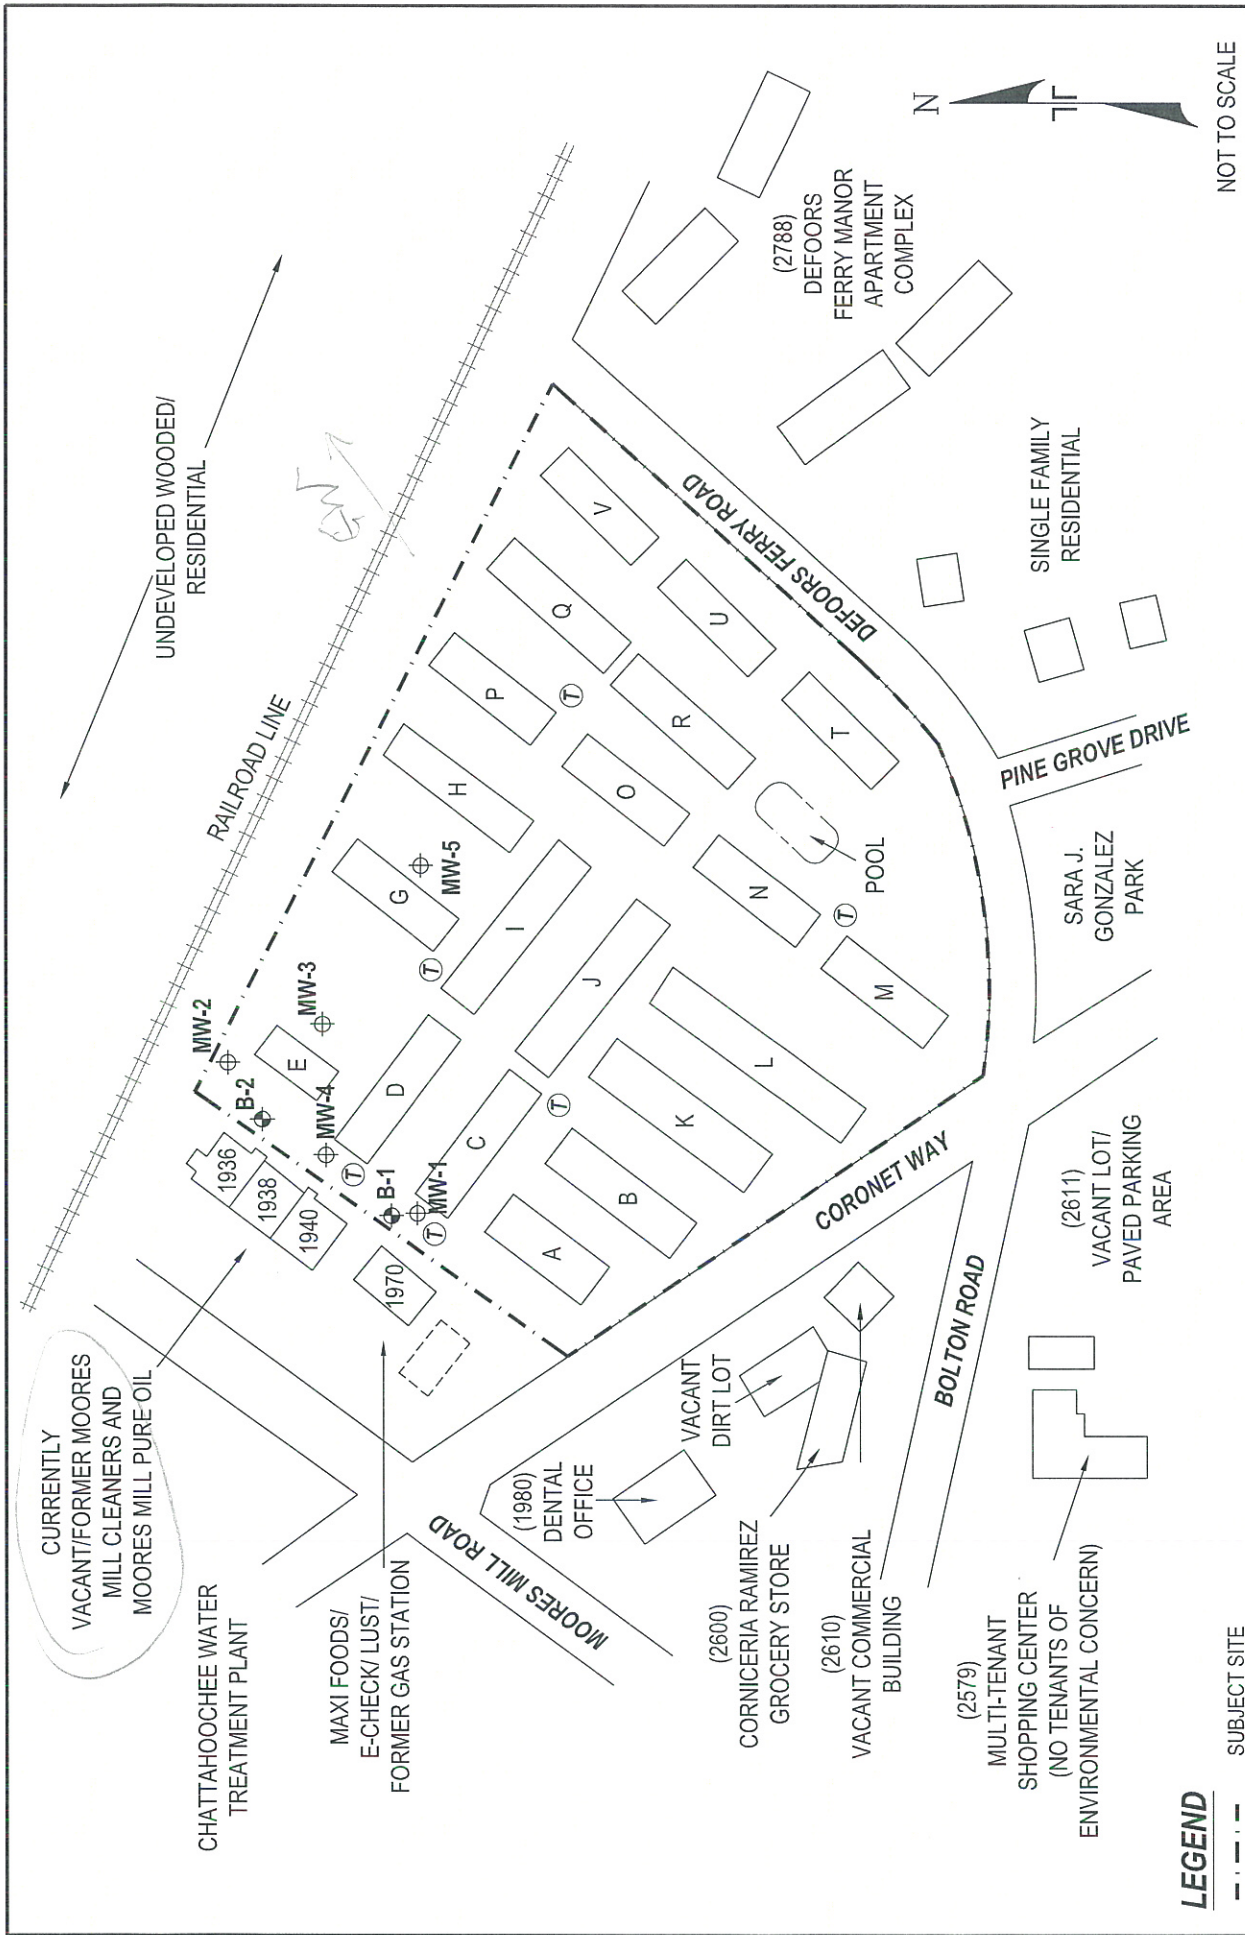 UNDEVELOPED WOODED/
RESIDENTIAL
RAILROAD LINE
CURRENTLY
VACANT/FORMER MOORES
MILL CLEANERS AND
MOORES MILL PURE OIL
CHATTAHOOCHEE WATER
TREATMENT PLANT
MAXI FOODS/
E-CHECK/ LUST/
FORMER GAS STATION
1936
1938
1940
1970
B-2
MW-2
MW-3
MW-4
B-1
MW-1
MW-5
A
B
C
D
E
G
H
I
J
K
L
M
N
O
P
Q
R
T
U
V
T
T
T
T
T
T
POOL
MOORES MILL ROAD
CORONET WAY
BOLTON ROAD
DEFOORS FERRY ROAD
PINE GROVE DRIVE
(1980)
DENTAL
OFFICE
VACANT
DIRT LOT
(2600)
CORNICERIA RAMIREZ
GROCERY STORE
(2610)
VACANT COMMERCIAL
BUILDING
(2579)
MULTI-TENANT
SHOPPING CENTER
(NO TENANTS OF
ENVIRONMENTAL CONCERN)
(2611)
VACANT LOT/
PAVED PARKING
AREA
SARA J.
GONZALEZ
PARK
SINGLE FAMILY
RESIDENTIAL
(2788)
DEFOORS
FERRY MANOR
APARTMENT
COMPLEX
N
NOT TO SCALE
LEGEND
SUBJECT SITE